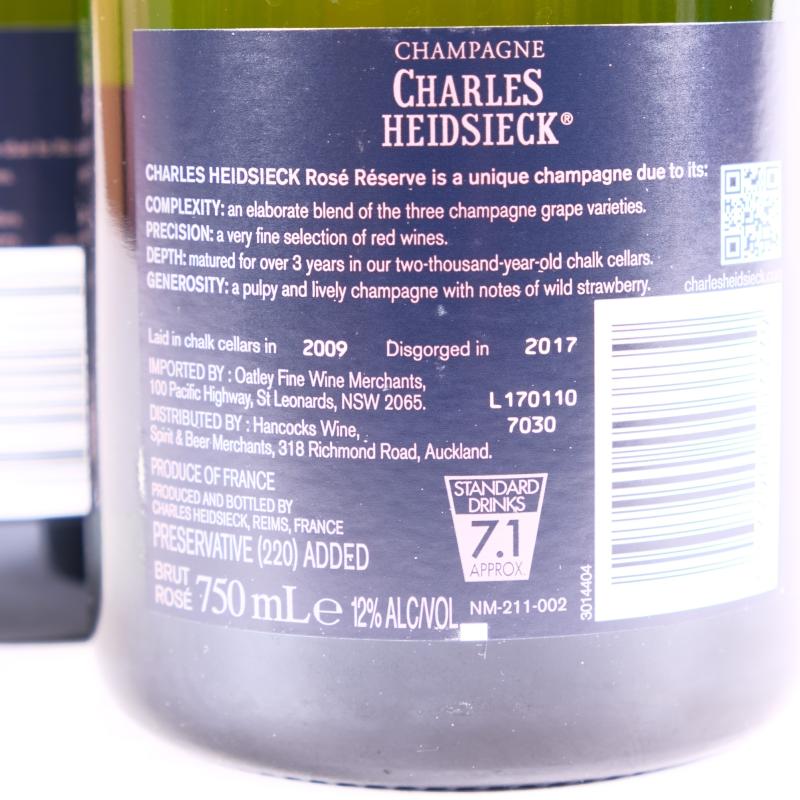 CHAMPAGNE
CHARLES
HEIDSIECK®
CHARLES HEIDSIECK Rosé Réserve is a unique champagne due to its:
COMPLEXITY: an elaborate blend of the three champagne grape varieties.
PRECISION: a very fine selection of red wines.
DEPTH: matured for over 3 years in our two-thousand-year-old chalk cellars.
GENEROSITY: a pulpy and lively champagne with notes of wild strawberry.
charlesheidsieck.c
Laid in chalk cellars in 2009 Disgorged in 2017
IMPORTED BY : Oatley Fine Wine Merchants,
100 Pacific Highway, St Leonards, NSW 2065.
L170110
DISTRIBUTED BY : Hancocks Wine,
7030
Spirit & Beer Merchants, 318 Richmond Road, Auckland.
PRODUCE OF FRANCE
PRODUCED AND BOTTLED BY
CHARLES HEIDSIECK, REIMS, FRANCE
PRESERVATIVE (220) ADDED
STANDARD
DRINKS
7.1
APPROX.
BRUT
ROSÉ
750 mL e 12% ALC/VOL
NM-211-002
3014404